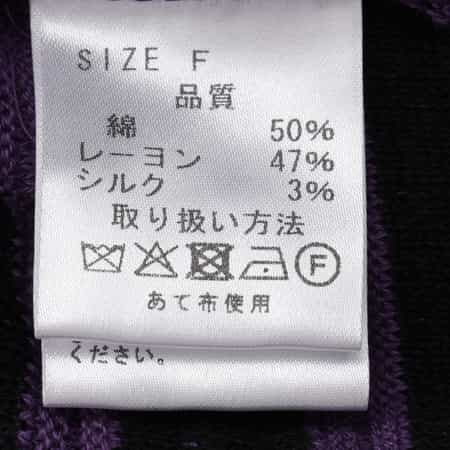 SIZE F
品質
綿 50%
レーヨン 47%
シルク 3%
取り扱い方法
F
あて布使用
ください。